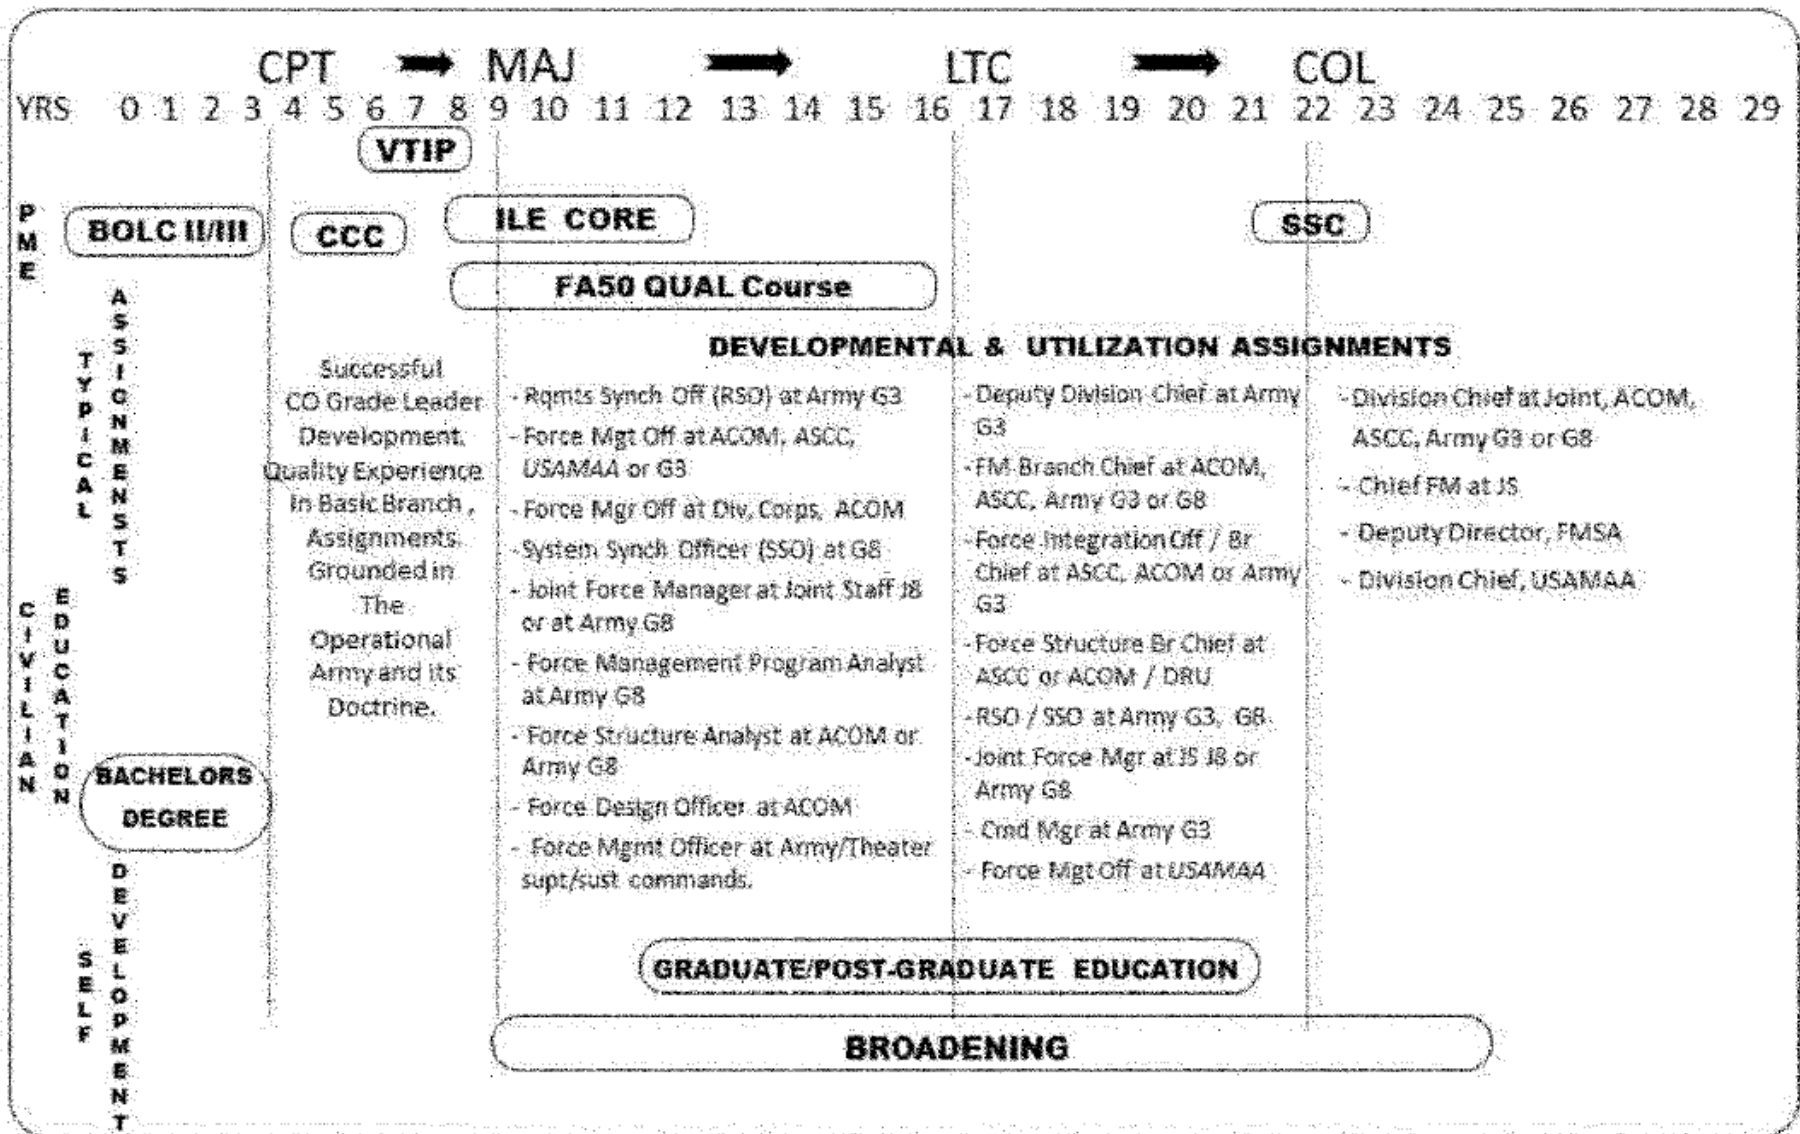 CPT MAJ LTC COL
YRS 0 1 2 3 4 5 6 7 8 9 10 11 12 13 14 15 16 17 18 19 20 21 22 23 24 25 26 27 28 29
VTIP
PME
BOLC II/III
CCC
ILE CORE
SSC
FA50 QUAL Course
TYPICAL
ASSIGNMENSTS
DEVELOPMENTAL & UTILIZATION ASSIGNMENTS
Successful
CO Grade Leader
Development.
Quality Experience
In Basic Branch,
Assignments
Grounded in
The
Operational
Army and its
Doctrine.
- Rqmts Synch Off (RSO) at Army G3
- Force Mgt Off at ACOM, ASCC,
USAMAA or G3
- Force Mgr Off at Div, Corps, ACOM
- System Synch Officer (SSO) at G8
- Joint Force Manager at Joint Staff J8
or at Army G8
- Force Management Program Analyst
at Army G8
- Force Structure Analyst at ACOM or
Army G8
- Force Design Officer at ACOM
- Force Mgmt Officer at Army/Theater
supt/sust commands.
- Deputy Division Chief at Army
G3
- FM Branch Chief at ACOM,
ASCC, Army G3 or G8
- Force Integration Off / Br
Chief at ASCC, ACOM or Army
G3
- Force Structure Br Chief at
ASCC or ACOM / DRU
- RSO / SSO at Army G3, G8
- Joint Force Mgr at JS J8 or
Army G8
- Cmd Mgr at Army G3
- Force Mgt Off at USAMAA
- Division Chief at Joint, ACOM,
ASCC, Army G3 or G8
- Chief FM at JS
- Deputy Director, FMSA
- Division Chief, USAMAA
CIVILIAN
EDUCATION
BACHELORS
DEGREE
SELF
DEVELOPMENT
GRADUATE/POST-GRADUATE EDUCATION
BROADENING